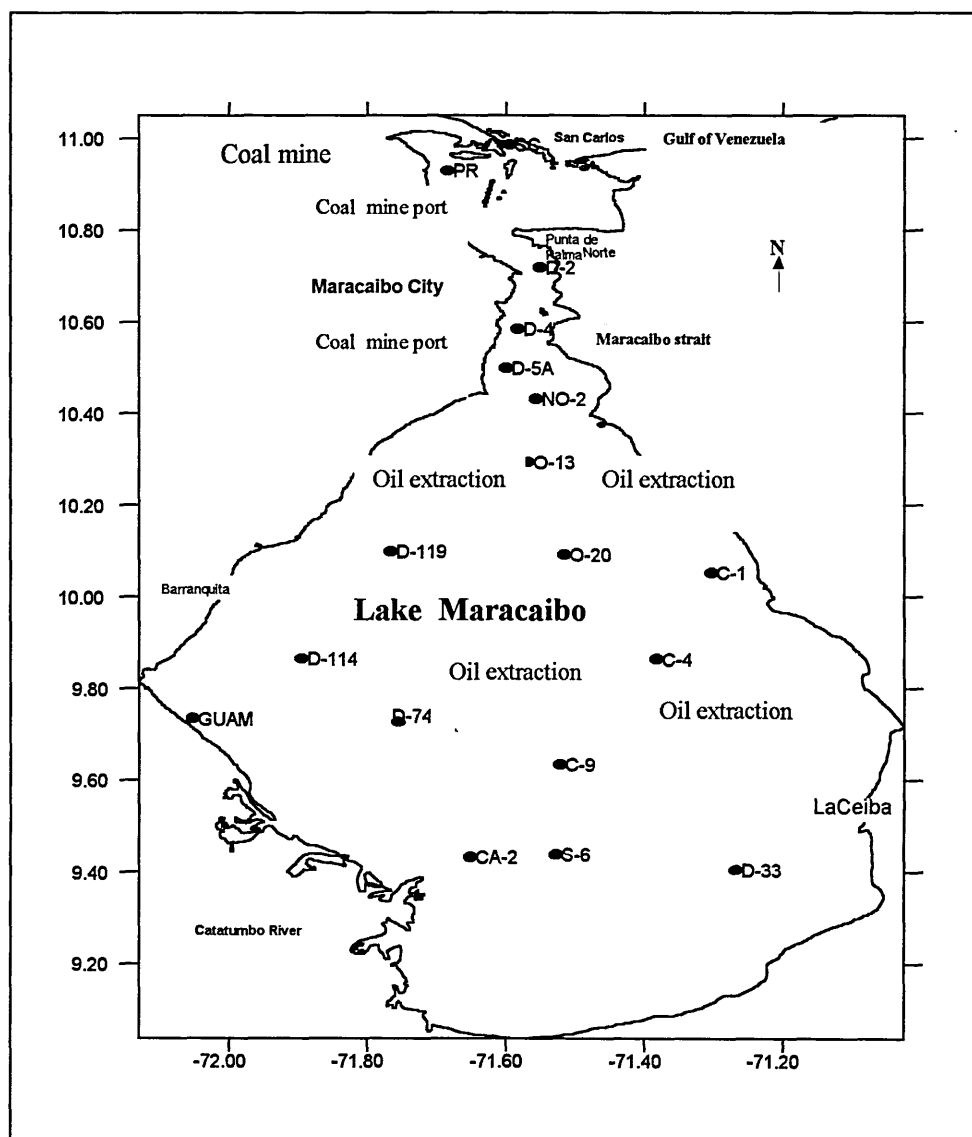 11.00
San Carlos
Gulf of Venezuela
Coal mine
PR
Coal mine port
10.80
Punta de
Palma Norte
N
D-2
Maracaibo City
10.60
D-4
Coal mine port
Maracaibo strait
D-5A
NO-2
10.40
O-13
Oil extraction
Oil extraction
10.20
D-119
O-20
C-1
Barranquita
10.00
Lake Maracaibo
D-114
C-4
Oil extraction
9.80
GUAM
D-74
Oil extraction
C-9
9.60
LaCeiba
CA-2
S-6
D-33
9.40
Catatumbo River
9.20
-72.00
-71.80
-71.60
-71.40
-71.20